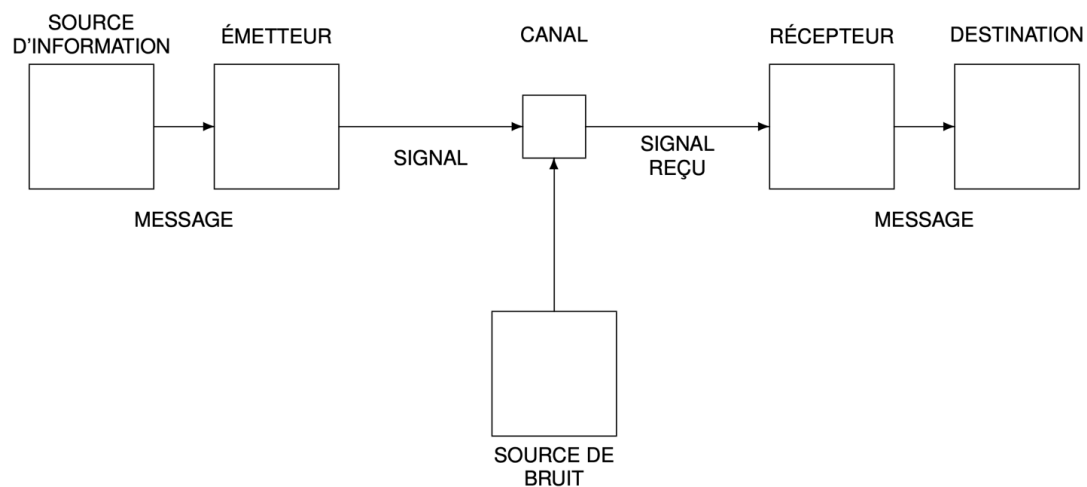 SOURCE
D'INFORMATION
ÉMETTEUR
CANAL
RÉCEPTEUR
DESTINATION
SIGNAL
SIGNAL
REÇU
MESSAGE
MESSAGE
SOURCE DE
BRUIT